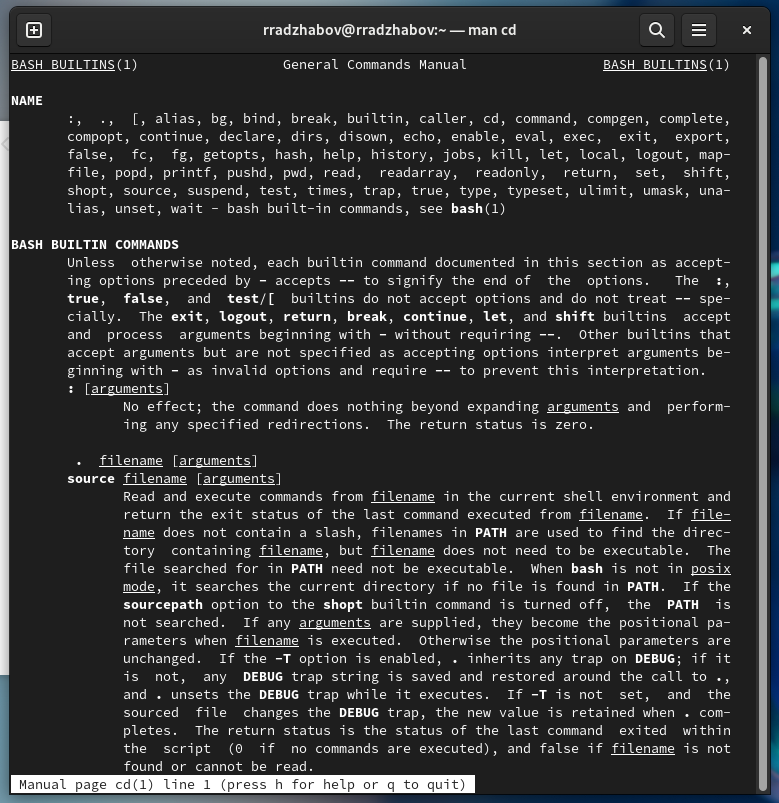 rradzhabov@rradzhabov:~ — man cd
BASH BUILTINS(1) General Commands Manual BASH BUILTINS(1)
NAME
:, ., [, alias, bg, bind, break, builtin, caller, cd, command, compgen, complete,
compopt, continue, declare, dirs, disown, echo, enable, eval, exec, exit, export,
false, fc, fg, getopts, hash, help, history, jobs, kill, let, local, logout, map-
file, popd, printf, pushd, pwd, read, readarray, readonly, return, set, shift,
shopt, source, suspend, test, times, trap, true, type, typeset, ulimit, umask, una-
lias, unset, wait - bash built-in commands, see bash(1)
BASH BUILTIN COMMANDS
Unless otherwise noted, each builtin command documented in this section as accept-
ing options preceded by - accepts -- to signify the end of the options. The :,
true, false, and test/[ builtins do not accept options and do not treat -- spe-
cially. The exit, logout, return, break, continue, let, and shift builtins accept
and process arguments beginning with - without requiring --. Other builtins that
accept arguments but are not specified as accepting options interpret arguments be-
ginning with - as invalid options and require -- to prevent this interpretation.
: [arguments]
No effect; the command does nothing beyond expanding arguments and perform-
ing any specified redirections. The return status is zero.
. filename [arguments]
source filename [arguments]
Read and execute commands from filename in the current shell environment and
return the exit status of the last command executed from filename. If file-
name does not contain a slash, filenames in PATH are used to find the direc-
tory containing filename, but filename does not need to be executable. The
file searched for in PATH need not be executable. When bash is not in posix
mode, it searches the current directory if no file is found in PATH. If the
sourcepath option to the shopt builtin command is turned off, the PATH is
not searched. If any arguments are supplied, they become the positional pa-
rameters when filename is executed. Otherwise the positional parameters are
unchanged. If the -T option is enabled, . inherits any trap on DEBUG; if it
is not, any DEBUG trap string is saved and restored around the call to .,
and . unsets the DEBUG trap while it executes. If -T is not set, and the
sourced file changes the DEBUG trap, the new value is retained when . com-
pletes. The return status is the status of the last command exited within
the script (0 if no commands are executed), and false if filename is not
found or cannot be read.
Manual page cd(1) line 1 (press h for help or q to quit)